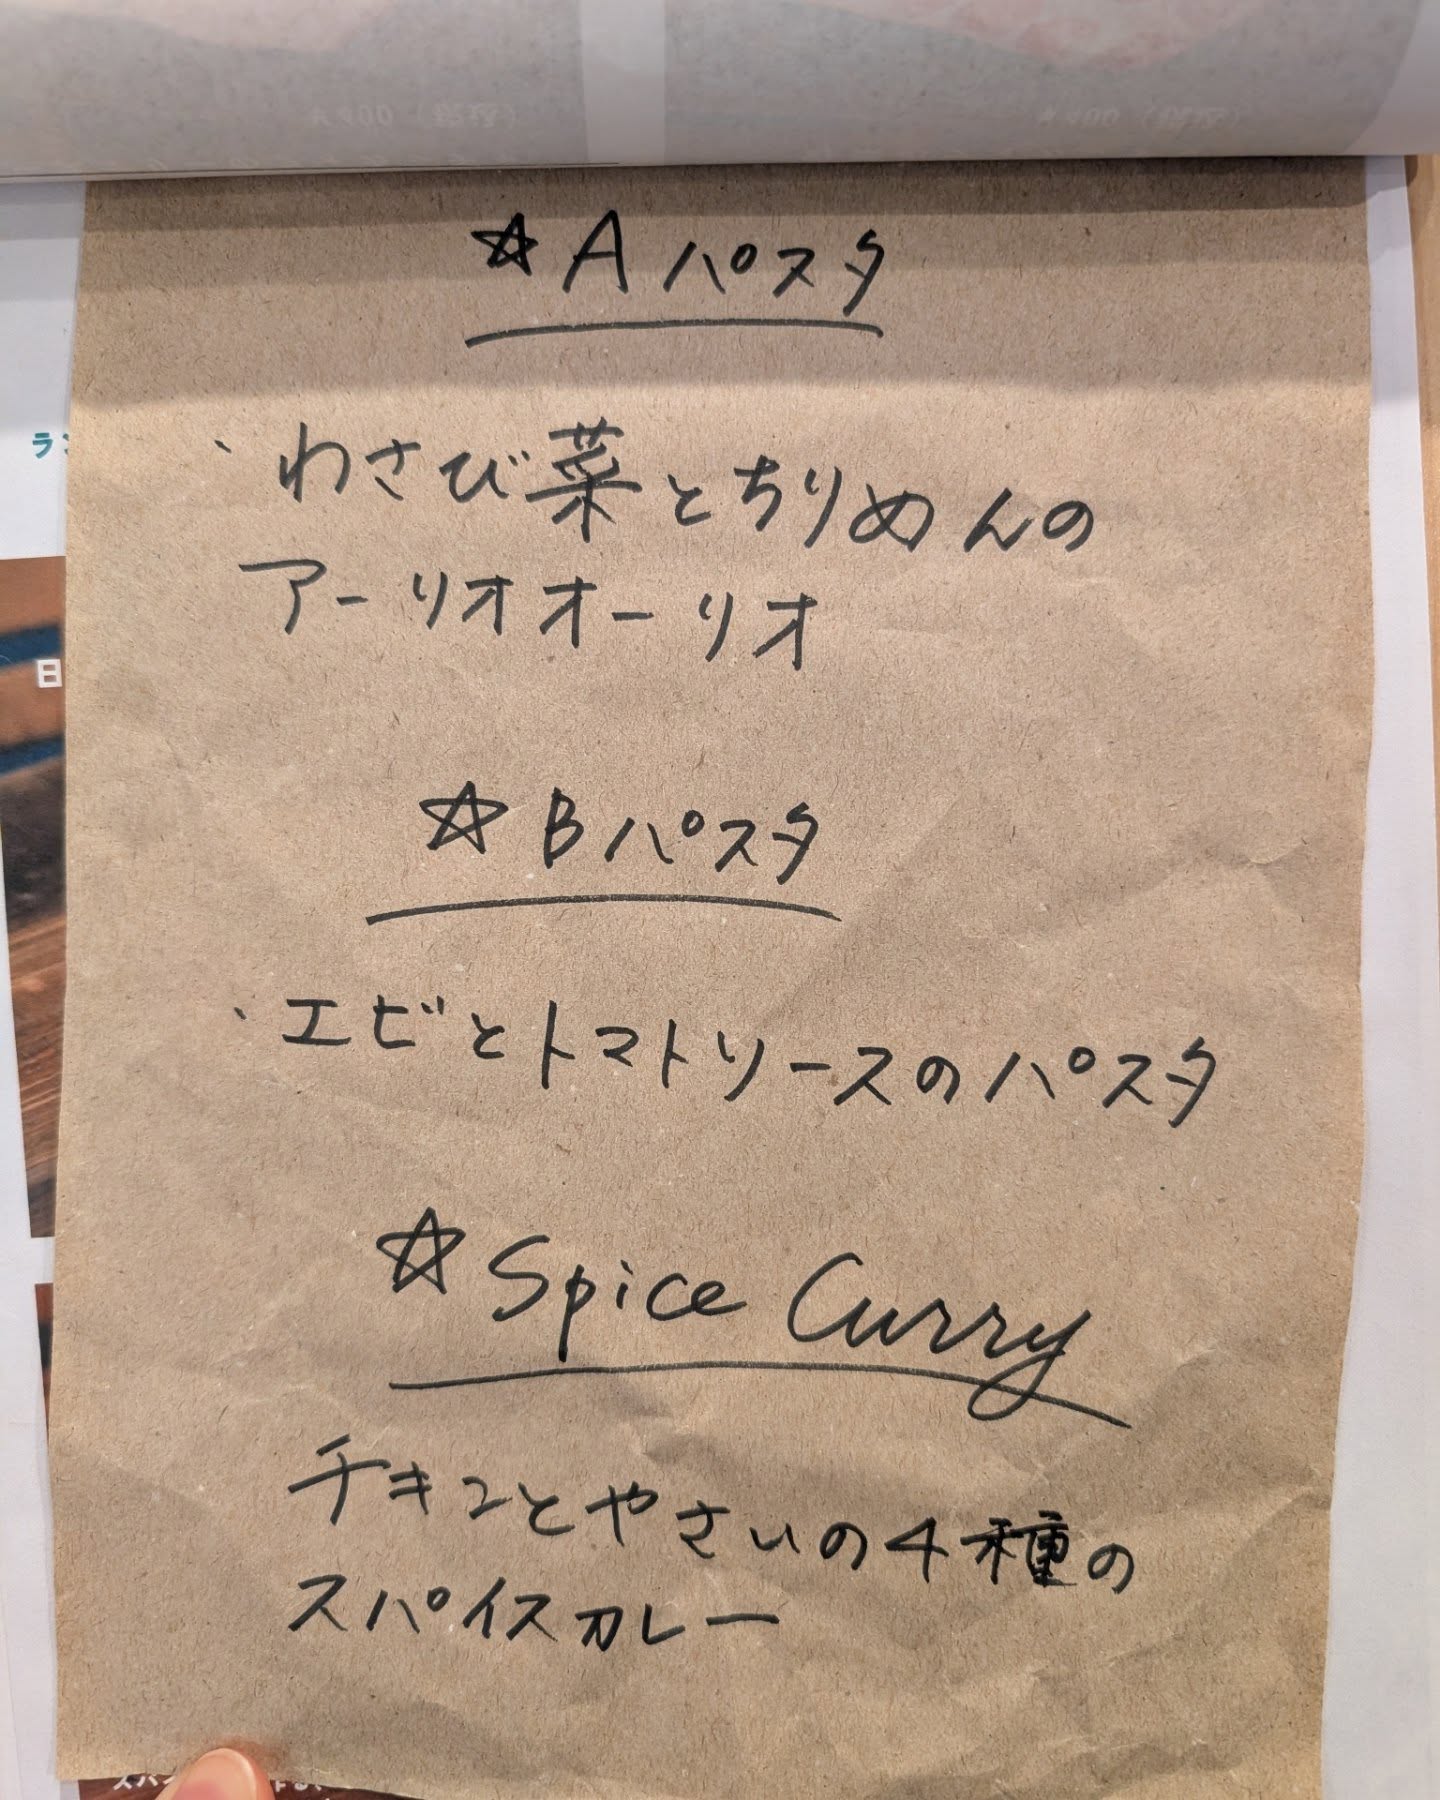 ☆Aパスタ
・わさび菜とちりめんの
アーリオオーリオ
☆Bパスタ
・エビとトマトソースのパスタ
☆Spice Curry
チキンとやさいの4種の
スパイスカレー
ラン
日